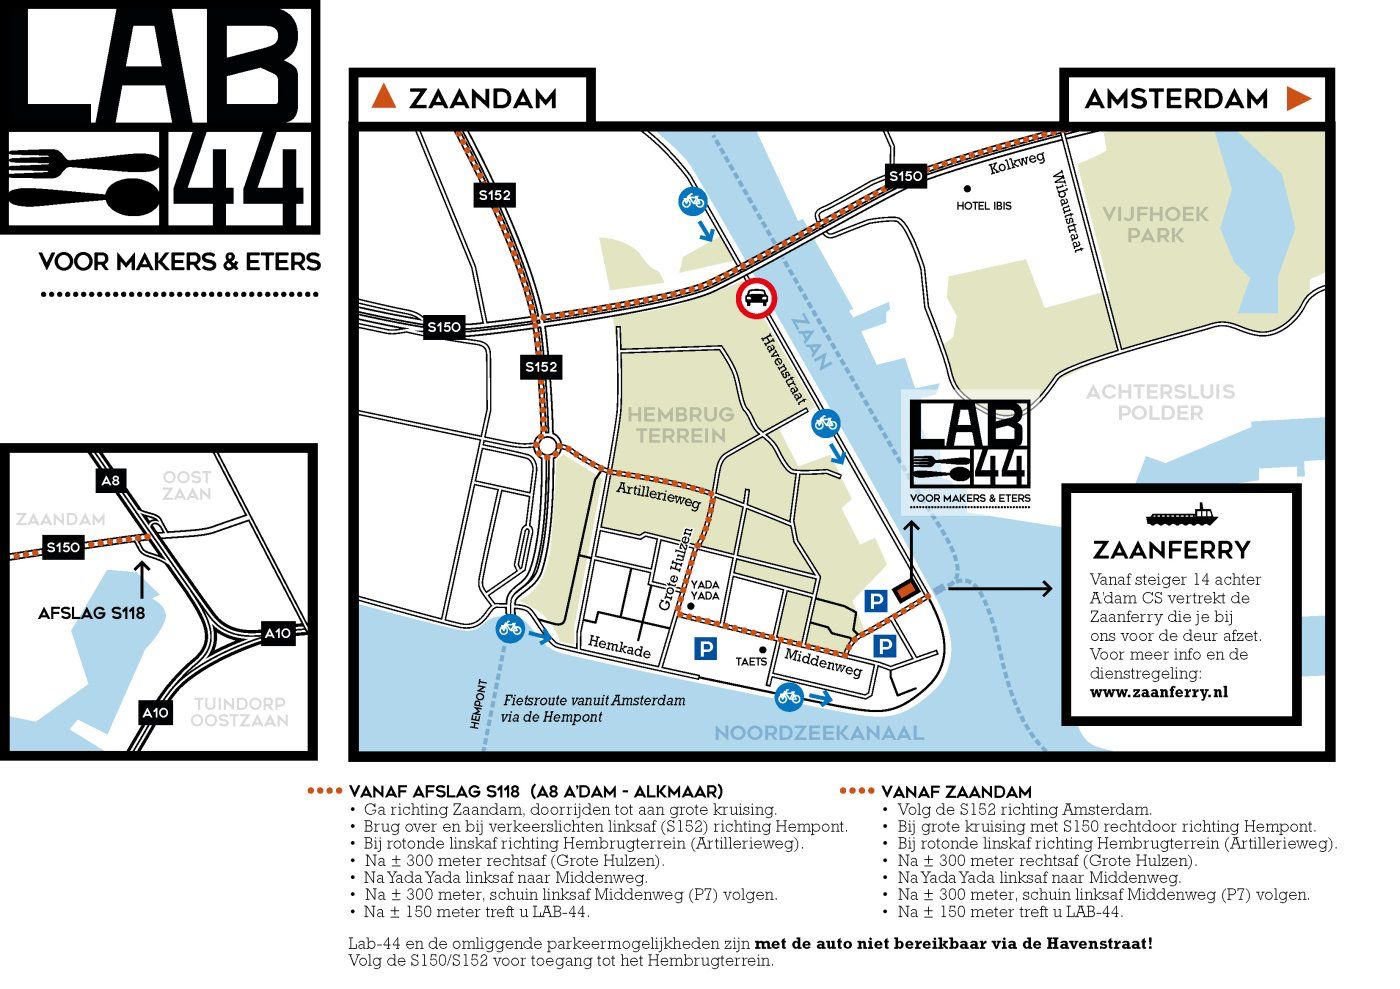 LAB
44
VOOR MAKERS & ETERS
ZAANDAM
AMSTERDAM
S152
S150
Kolkweg
HOTEL IBIS
Wibautstraat
VIJFHOEK
PARK
S150
S152
ZAAN
Havenstraat
HEMBRUG
TERREIN
ACHTERSLUIS
POLDER
LAB
44
VOOR MAKERS & ETERS
Artillerieweg
Grote Hulzen
YADA
YADA
P
P
P
Hemkade
TAETS
Middenweg
HEMPONT
Fietsroute vanuit Amsterdam
via de Hempont
NOORDZEEKANAAL
ZAANFERRY
Vanaf steiger 14 achter
A'dam CS vertrekt de
Zaanferry die je bij
ons voor de deur afzet.
Voor meer info en de
dienstregeling:
www.zaanferry.nl
A8
OOST
ZAAN
ZAANDAM
S150
AFSLAG S118
A10
A10
TUINDORP
OOSTZAAN
VANAF AFSLAG S118 (A8 A'DAM - ALKMAAR)
• Ga richting Zaandam, doorrijden tot aan grote kruising.
• Brug over en bij verkeerslichten linksaf (S152) richting Hempont.
• Bij rotonde linskaf richting Hembrugterrein (Artillerieweg).
• Na ± 300 meter rechtsaf (Grote Hulzen).
• Na Yada Yada linksaf naar Middenweg.
• Na ± 300 meter, schuin linksaf Middenweg (P7) volgen.
• Na ± 150 meter treft u LAB-44.
VANAF ZAANDAM
• Volg de S152 richting Amsterdam.
• Bij grote kruising met S150 rechtdoor richting Hempont.
• Bij rotonde linskaf richting Hembrugterrein (Artillerieweg).
• Na ± 300 meter rechtsaf (Grote Hulzen).
• Na Yada Yada linksaf naar Middenweg.
• Na ± 300 meter, schuin linksaf Middenweg (P7) volgen.
• Na ± 150 meter treft u LAB-44.
Lab-44 en de omliggende parkeermogelijkheden zijn met de auto niet bereikbaar via de Havenstraat!
Volg de S150/S152 voor toegang tot het Hembrugterrein.